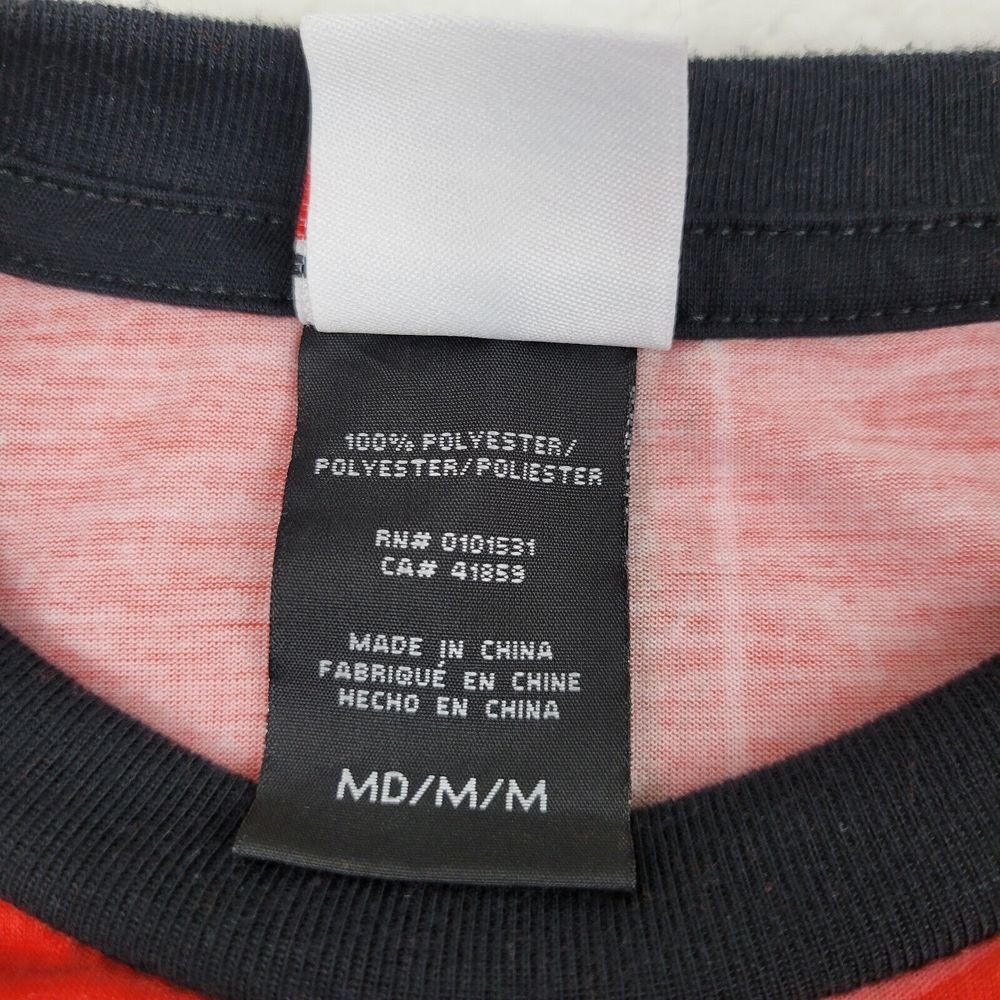 100% POLYESTER/
POLYESTER/POLIESTER
RN# 0101531
CA# 41859
MADE IN CHINA
FABRIQUÉ EN CHINE
HECHO EN CHINA
MD/M/M